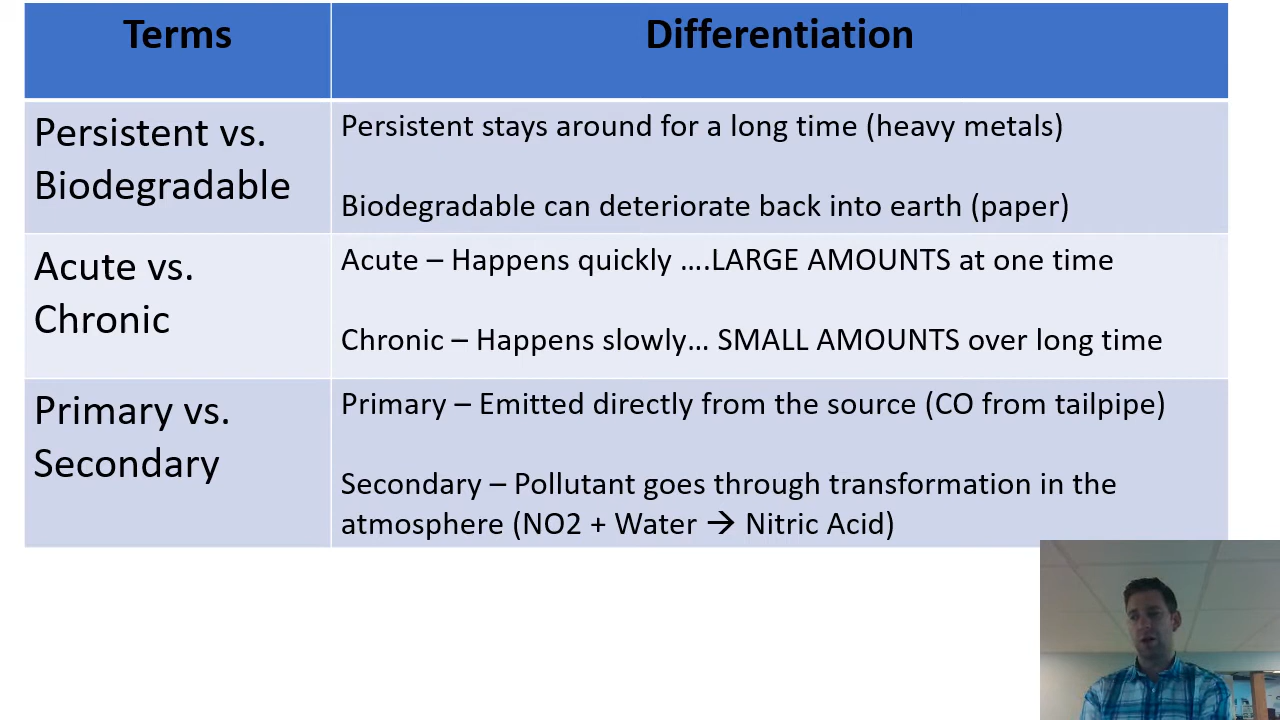 Terms
Differentiation
Persistent vs.
Biodegradable
Persistent stays around for a long time (heavy metals)
Biodegradable can deteriorate back into earth (paper)
Acute vs.
Chronic
Acute – Happens quickly ….LARGE AMOUNTS at one time
Chronic – Happens slowly… SMALL AMOUNTS over long time
Primary vs.
Secondary
Primary – Emitted directly from the source (CO from tailpipe)
Secondary – Pollutant goes through transformation in the
atmosphere (NO2 + Water → Nitric Acid)